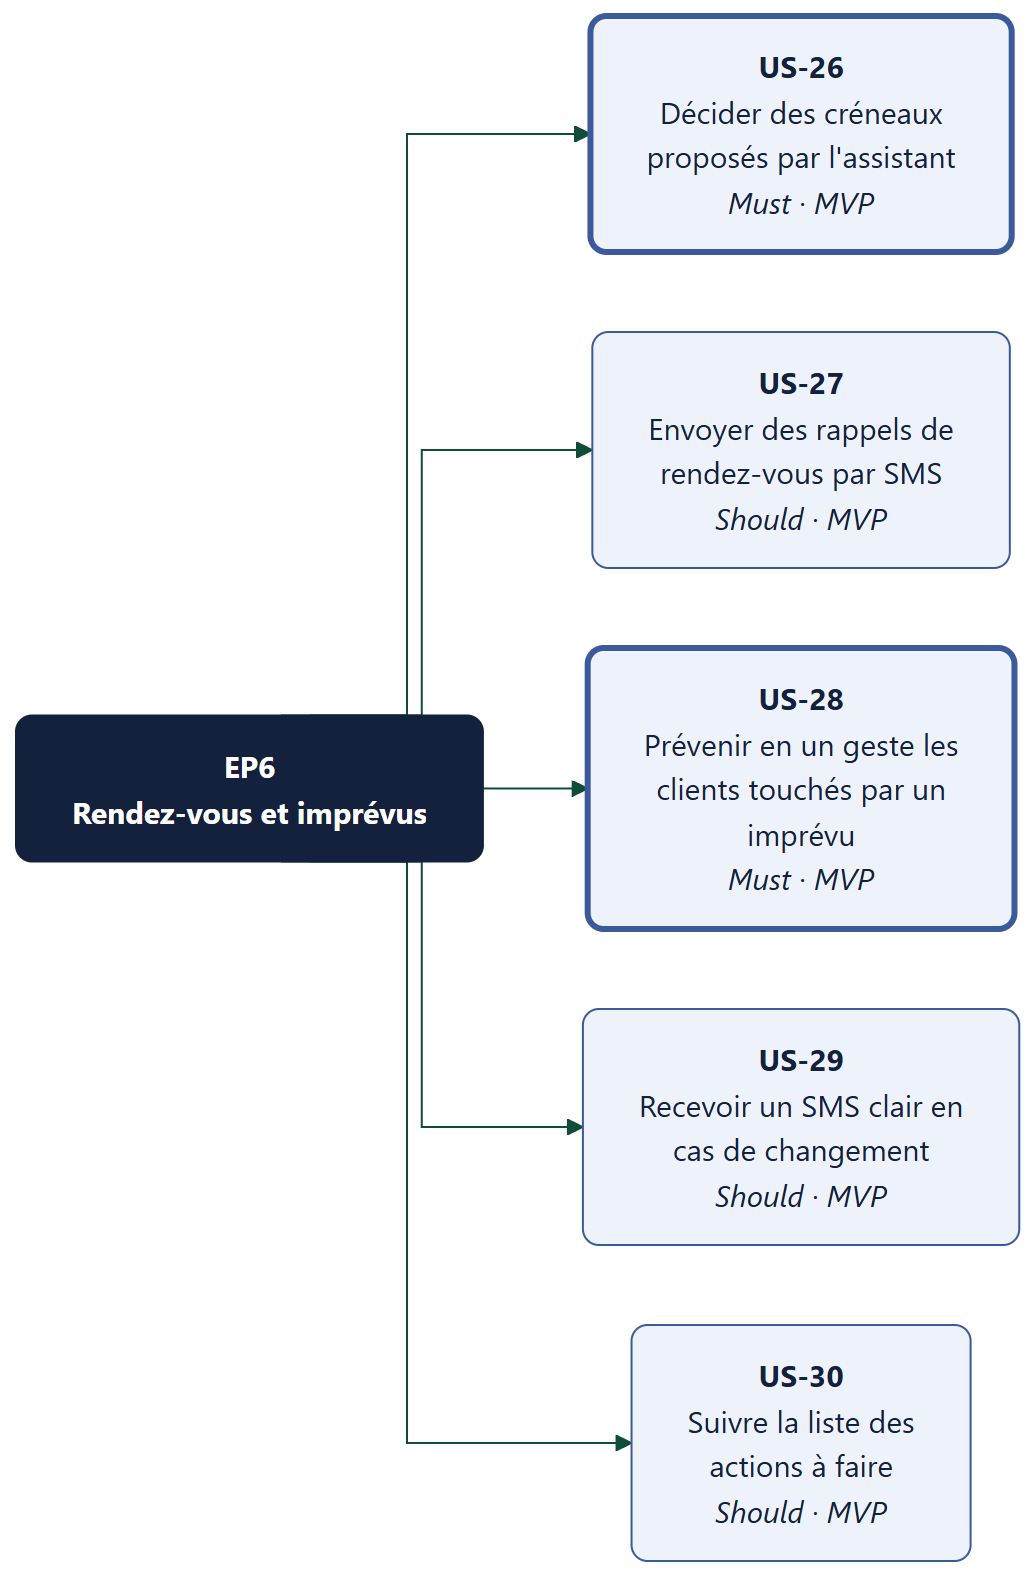 US-26
Décider des créneaux
proposés par l'assistant
Must · MVP
US-27
Envoyer des rappels de
rendez-vous par SMS
Should · MVP
US-28
Prévenir en un geste les
clients touchés par un
imprévu
Must · MVP
EP6
Rendez-vous et imprévus
US-29
Recevoir un SMS clair en
cas de changement
Should · MVP
US-30
Suivre la liste des
actions à faire
Should · MVP